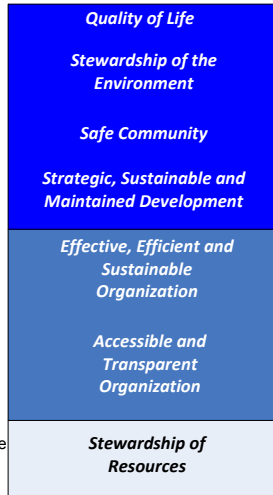 Quality of Life
Stewardship of the
Environment
Safe Community
Strategic, Sustainable and
Maintained Development
Effective, Efficient and
Sustainable
Organization
Accessible and
Transparent
Organization
e
Stewardship of
Resources